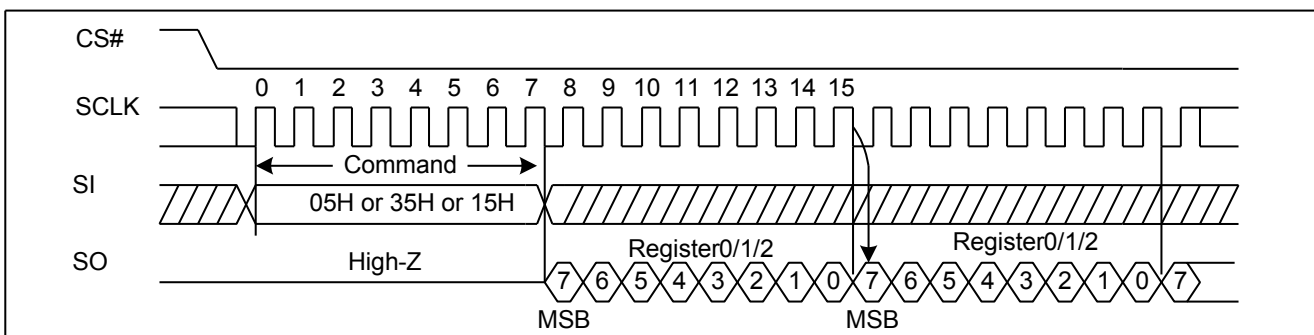 CS#
0 1 2 3 4 5 6 7 8 9 10 11 12 13 14 15
SCLK
Command
SI
05H or 35H or 15H
Register0/1/2 Register0/1/2
SO
High-Z
7 6 5 4 3 2 1 0 7 6 5 4 3 2 1 0 7
MSB MSB